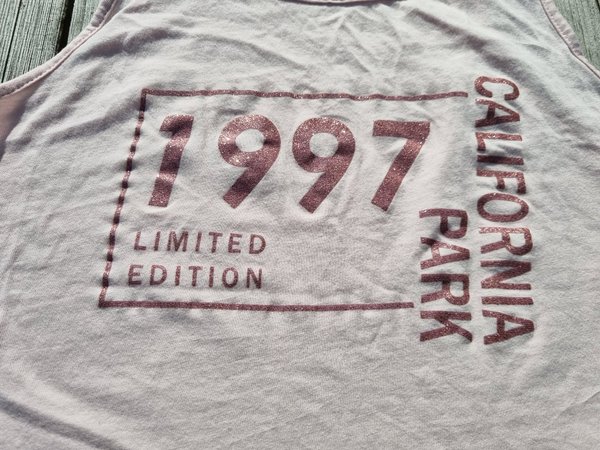 1997
LIMITED
EDITION
CALIFORNIA
PARK